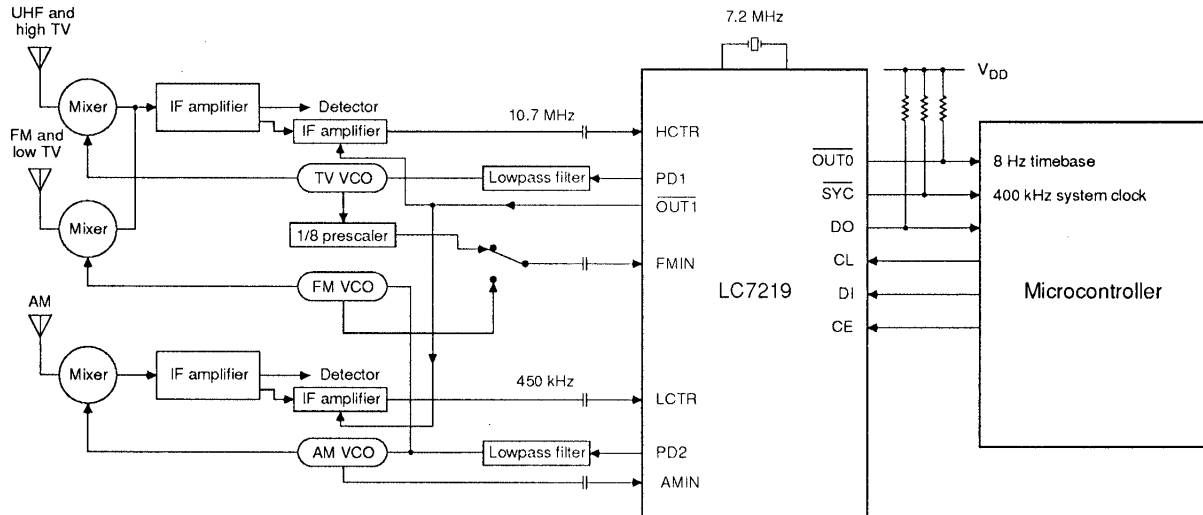 UHF and
high TV
7.2 MHz
VDD
Mixer
IF amplifier
Detector
IF amplifier
10.7 MHz
HCTR
FM and
low TV
TV VCO
Lowpass filter
PD1
OUT1
OUT0
8 Hz timebase
SYC
400 kHz system clock
DO
Mixer
1/8 prescaler
FMIN
CL
FM VCO
LC7219
DI
Microcontroller
CE
AM
Mixer
IF amplifier
Detector
IF amplifier
450 kHz
LCTR
AM VCO
Lowpass filter
PD2
AMIN